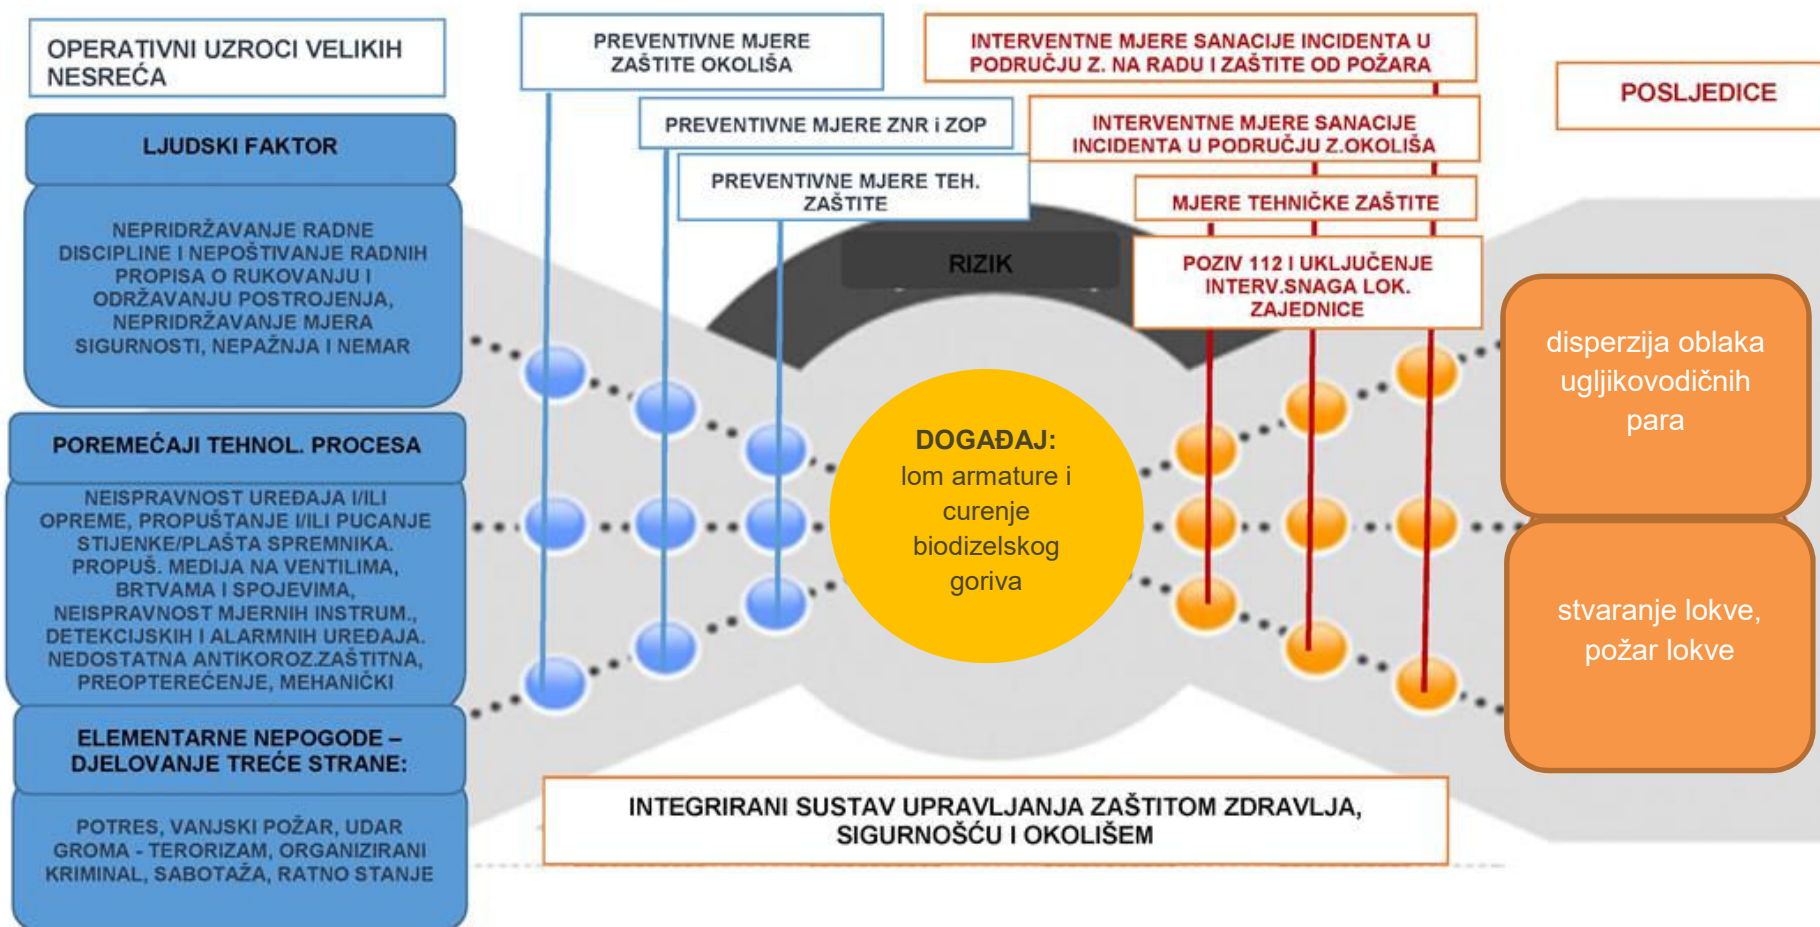 OPERATIVNI UZROCI VELIKIH
NESREĆA
LJUDSKI FAKTOR
NEPRIDRŽAVANJE RADNE
DISCIPLINE I NEPOŠTIVANJE RADNIH
PROPISA O RUKOVANJU I
ODRŽAVANJU POSTROJENJA,
NEPRIDRŽAVANJE MJERA
SIGURNOSTI, NEPAŽNJA I NEMAR
POREMEĆAJI TEHNOL. PROCESA
NEISPRAVNOST UREĐAJA I/ILI
OPREME, PROPUŠTANJE I/ILI PUCANJE
STIJENKE/PLAŠTA SPREMNIKA.
PROPUŠ. MEDIJA NA VENTILIMA,
BRTVAMA I SPOJEVIMA,
NEISPRAVNOST MJERNIH INSTRUM.,
DETEKCIJSKIH I ALARMNIH UREĐAJA.
NEDOSTATNA ANTIKOROZ.ZAŠTITNA,
PREOPTEREĆENJE, MEHANIČKI
ELEMENTARNE NEPOGODE –
DJELOVANJE TREĆE STRANE:
POTRES, VANJSKI POŽAR, UDAR
GROMA - TERORIZAM, ORGANIZIRANI
KRIMINAL, SABOTAŽA, RATNO STANJE
PREVENTIVNE MJERE
ZAŠTITE OKOLIŠA
PREVENTIVNE MJERE ZNR i ZOP
PREVENTIVNE MJERE TEH.
ZAŠTITE
RIZIK
DOGAĐAJ:
lom armature i
curenje
biodizelskog
goriva
INTERVENTNE MJERE SANACIJE INCIDENTA U
PODRUČJU Z. NA RADU I ZAŠTITE OD POŽARA
INTERVENTNE MJERE SANACIJE
INCIDENTA U PODRUČJU Z.OKOLIŠA
MJERE TEHNIČKE ZAŠTITE
POZIV 112 I UKLJUČENJE
INTERV.SNAGA LOK.
ZAJEDNICE
POSLJEDICE
disperzija oblaka
ugljikovodičnih
para
stvaranje lokve,
požar lokve
INTEGRIRANI SUSTAV UPRAVLJANJA ZAŠTITOM ZDRAVLJA,
SIGURNOŠĆU I OKOLIŠEM